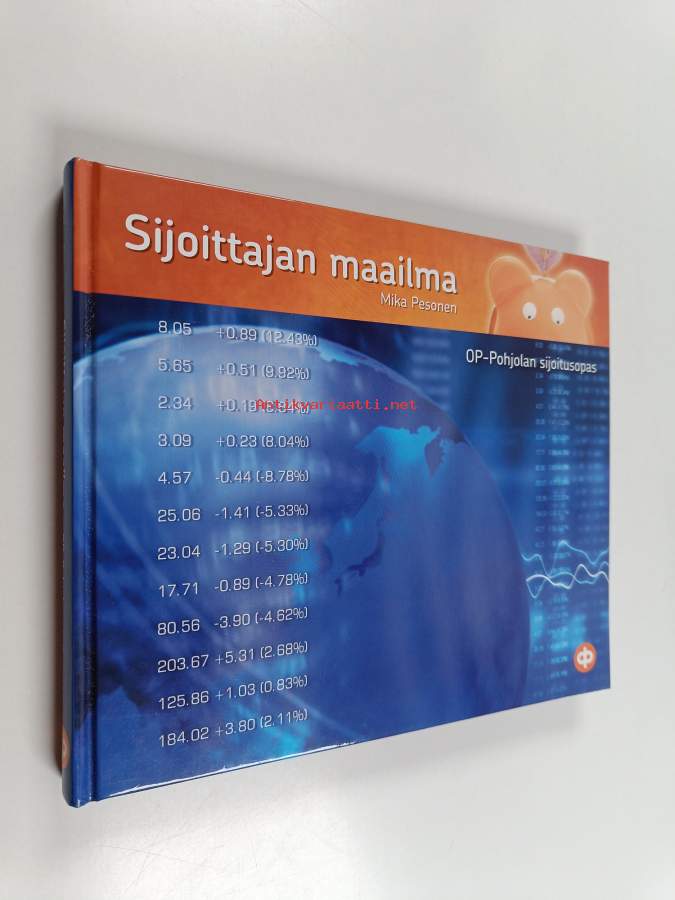 Sijoittajan maailma
Mika Pesonen
OP-Pohjolan sijoitusopas
8.05 +0.89 (12.43%)
5.65 +0.51 (9.92%)
2.34
Antikvariaatti.net
3.09 +0.23 (8.04%)
4.57 -0.44 (-8.78%)
25.06 -1.41 (-5.33%)
23.04 -1.29 (-5.30%)
17.71 -0.89 (-4.78%)
80.56 -3.90 (-4.62%)
203.67 +5.31 (2.68%)
125.86 +1.03 (0.83%)
184.02 +3.80 (2.11%)